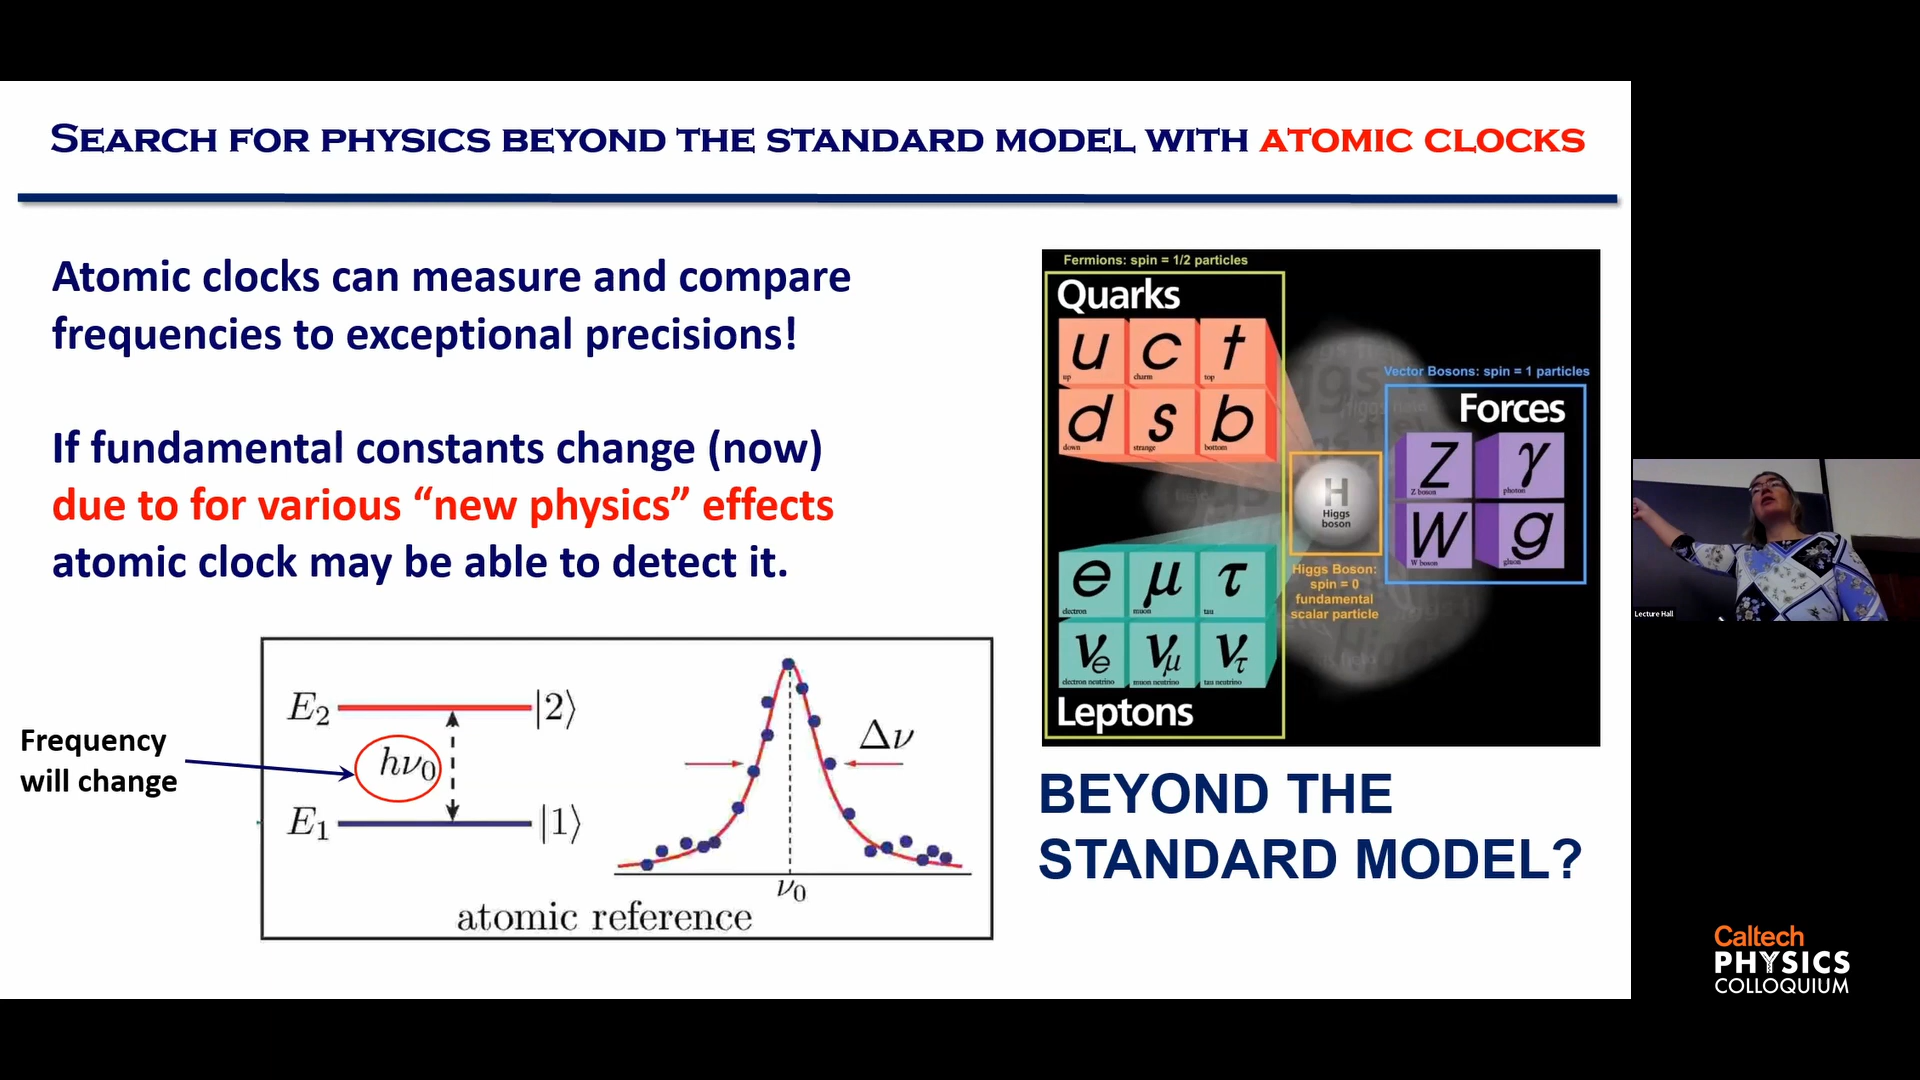 SEARCH FOR PHYSICS BEYOND THE STANDARD MODEL WITH ATOMIC CLOCKS
Atomic clocks can measure and compare
frequencies to exceptional precisions!
If fundamental constants change (now)
due to for various “new physics” effects
atomic clock may be able to detect it.
Frequency
will change
E₂
|2⟩
hν₀
E₁
|1⟩
Δν
ν₀
atomic reference
Fermions: spin = 1/2 particles
Quarks
u c t
up charm top
d s b
down strange bottom
Vector Bosons: spin = 1 particles
Forces
Z γ
Z boson photon
W g
W boson gluon
H
Higgs
boson
Higgs Boson:
spin = 0
fundamental
scalar particle
e μ τ
electron muon tau
νe νμ ντ
electron neutrino muon neutrino tau neutrino
Leptons
BEYOND THE
STANDARD MODEL?
Lecture Hall
Caltech
PHYSICS
COLLOQUIUM